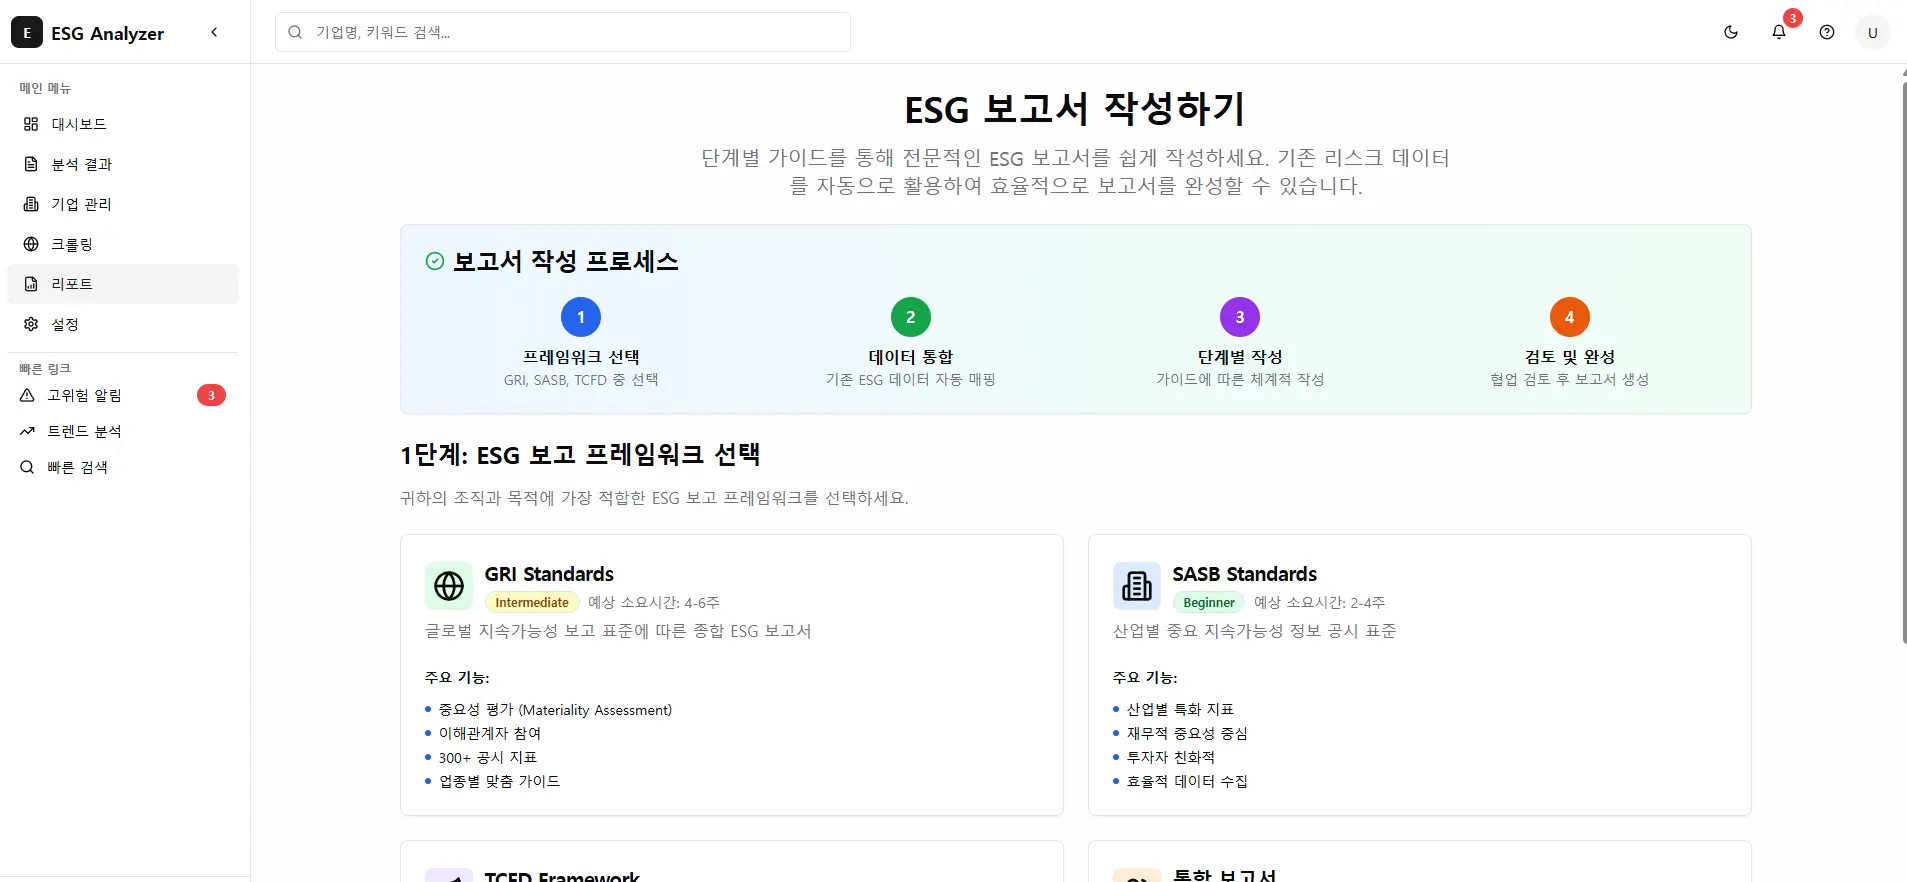 E ESG Analyzer
기업명, 키워드 검색...
3
U
메인 메뉴
대시보드
분석 결과
기업 관리
크롤링
리포트
설정
빠른 링크
고위험 알림 3
트렌드 분석
빠른 검색
ESG 보고서 작성하기
단계별 가이드를 통해 전문적인 ESG 보고서를 쉽게 작성하세요. 기존 리스크 데이터
를 자동으로 활용하여 효율적으로 보고서를 완성할 수 있습니다.
보고서 작성 프로세스
1
프레임워크 선택
GRI, SASB, TCFD 중 선택
2
데이터 통합
기존 ESG 데이터 자동 매핑
3
단계별 작성
가이드에 따른 체계적 작성
4
검토 및 완성
협업 검토 후 보고서 생성
1단계: ESG 보고 프레임워크 선택
귀하의 조직과 목적에 가장 적합한 ESG 보고 프레임워크를 선택하세요.
GRI Standards
Intermediate 예상 소요시간: 4-6주
글로벌 지속가능성 보고 표준에 따른 종합 ESG 보고서
주요 기능:
중요성 평가 (Materiality Assessment)
이해관계자 참여
300+ 공시 지표
업종별 맞춤 가이드
SASB Standards
Beginner 예상 소요시간: 2-4주
산업별 중요 지속가능성 정보 공시 표준
주요 기능:
산업별 특화 지표
재무적 중요성 중심
투자자 친화적
효율적 데이터 수집
TCFD Framework
통합 보고서